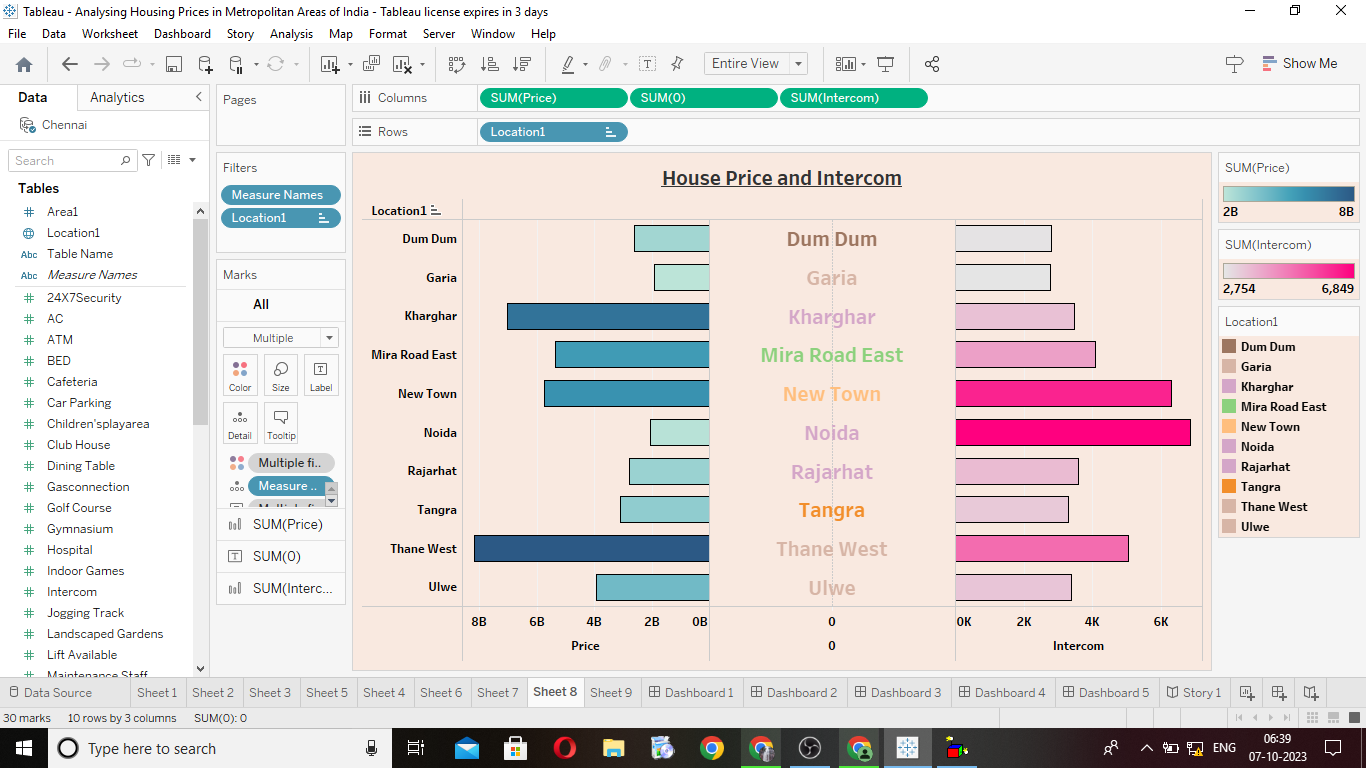 Tableau - Analysing Housing Prices in Metropolitan Areas of India - Tableau license expires in 3 days
File Data Worksheet Dashboard Story Analysis Map Format Server Window Help
Entire View
Show Me
Data Analytics
Chennai
Search
Tables
Area1
Location1
Abc Table Name
Abc Measure Names
24X7Security
AC
ATM
BED
Cafeteria
Car Parking
Children'splayarea
Club House
Dining Table
Gasconnection
Golf Course
Gymnasium
Hospital
Indoor Games
Intercom
Jogging Track
Landscaped Gardens
Lift Available
Maintenance Staff
Pages
Filters
Measure Names
Location1
Marks
All
Multiple
Color Size Label
Detail Tooltip
Multiple fi..
Measure ..
SUM(Price)
SUM(0)
SUM(Interc...
Columns SUM(Price) SUM(0) SUM(Intercom)
Rows Location1
House Price and Intercom
Location1
Dum Dum Dum Dum
Garia Garia
Kharghar Kharghar
Mira Road East Mira Road East
New Town New Town
Noida Noida
Rajarhat Rajarhat
Tangra Tangra
Thane West Thane West
Ulwe Ulwe
8B 6B 4B 2B 0B 0 0K 2K 4K 6K
Price 0 Intercom
SUM(Price)
2B 8B
SUM(Intercom)
2,754 6,849
Location1
Dum Dum
Garia
Kharghar
Mira Road East
New Town
Noida
Rajarhat
Tangra
Thane West
Ulwe
Data Source Sheet 1 Sheet 2 Sheet 3 Sheet 5 Sheet 4 Sheet 6 Sheet 7 Sheet 8 Sheet 9 Dashboard 1 Dashboard 2 Dashboard 3 Dashboard 4 Dashboard 5 Story 1
30 marks 10 rows by 3 columns SUM(0): 0
Type here to search
ENG
06:39
07-10-2023